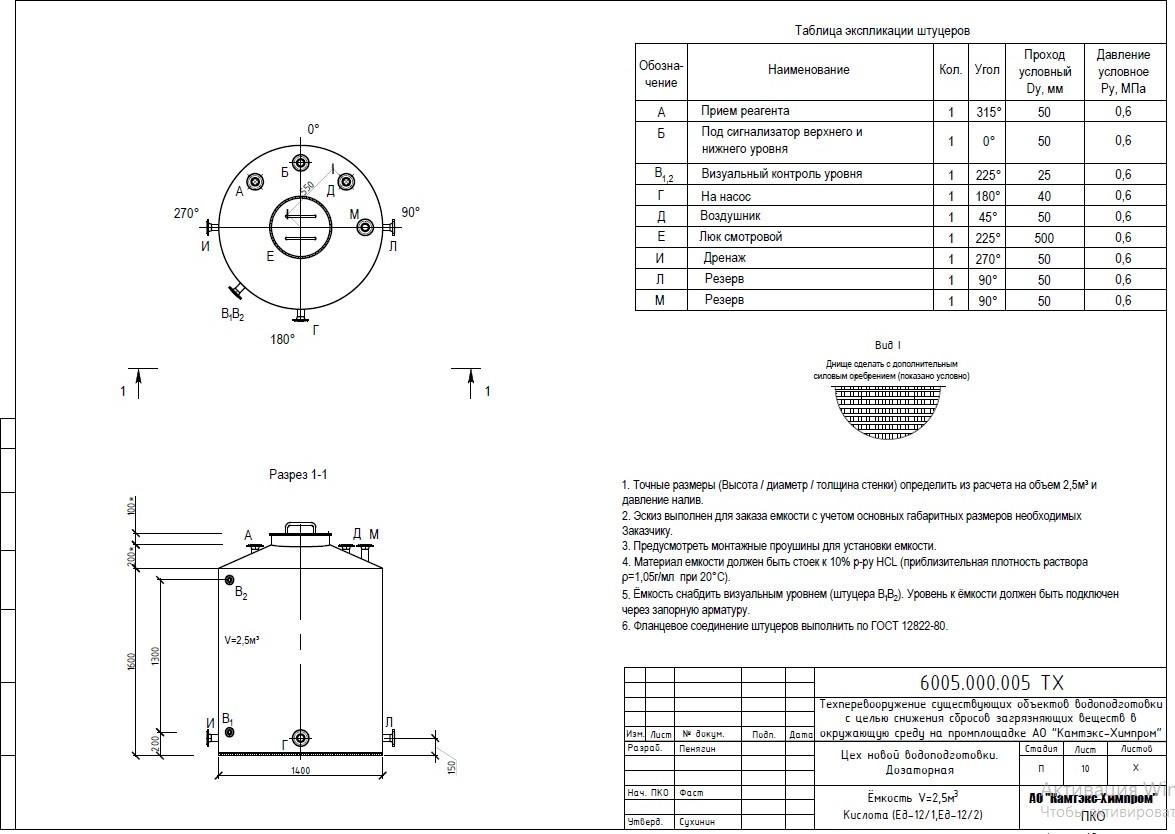 Таблица экспликации штуцеров
Обозна-
чение
Наименование
Кол.
Угол
Проход
условный
Dу, мм
Давление
условное
Ру, МПа
А Прием реагента 1 315° 50 0,6
Б Под сигнализатор верхнего и
нижнего уровня 1 0° 50 0,6
В1,2 Визуальный контроль уровня 1 225° 25 0,6
Г На насос 1 180° 40 0,6
Д Воздушник 1 45° 50 0,6
Е Люк смотровой 1 225° 500 0,6
И Дренаж 1 270° 50 0,6
Л Резерв 1 90° 50 0,6
М Резерв 1 90° 50 0,6
0°
Б
I
А
550
Д
270°
М
90°
И
I
Л
Е
В1В2
Г
180°
1
1
Вид I
Днище сделать с дополнительным
силовым оребрением (показано условно)
Разрез 1-1
100*
А
Д М
200*
В2
V=2,5м³
1600
1300
И
В1
Л
Г
200
150
1400
1. Точные размеры (Высота / диаметр / толщина стенки) определить из расчета на объем 2,5м³ и
давление налив.
2. Эскиз выполнен для заказа емкости с учетом основных габаритных размеров необходимых
Заказчику.
3. Предусмотреть монтажные проушины для установки емкости.
4. Материал емкости должен быть стоек к 10% р-ру HCL (приблизительная плотность раствора
ρ=1,05г/мл при 20°С).
5. Ёмкость снабдить визуальным уровнем (штуцера В1В2). Уровень к ёмкости должен быть подключен
через запорную арматуру.
6. Фланцевое соединение штуцеров выполнить по ГОСТ 12822-80.
6005.000.005 ТХ
Техперевооружение существующих объектов водоподготовки
с целью снижения сбросов загрязняющих веществ в
окружающую среду на промплощадке АО "Камтэкс-Химпром"
Изм. Лист № докум. Подп. Дата
Разраб. Пенягин
Цех новой водоподготовки.
Дозаторная
Стадия Лист Листов
П 10 Х
Нач. ПКО Фаст
Утверд. Сухинин
Ёмкость V=2,5м³
Кислота (Ед-12/1,Ед-12/2)
АО "Камтэкс-Химпром"
ПКО
Активация Win
Чтобы активироват